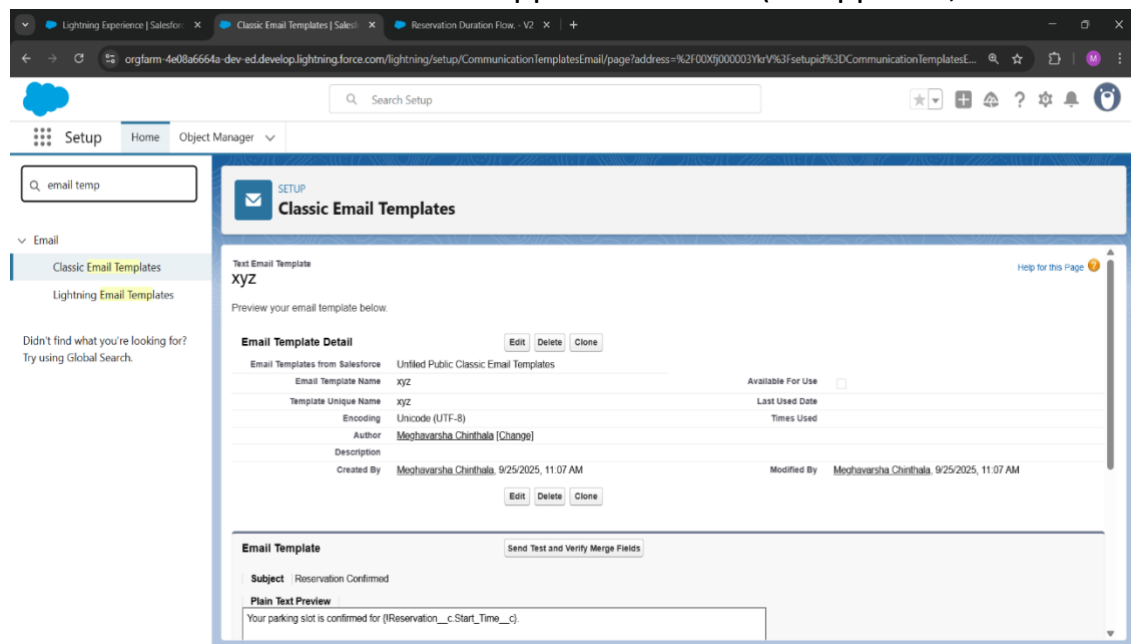 Lightning Experience | Salesfor
Classic Email Templates | Salesf
Reservation Duration Flow. - V2
orgfarm-4e08a6664a-dev-ed.develop.lightning.force.com/lightning/setup/CommunicationTemplatesEmail/page?address=%2F00Xfj000003YkrV%3Fsetupid%3DCommunicationTemplatesE...
M
Search Setup
Setup
Home
Object Manager
email temp
Email
Classic Email Templates
Lightning Email Templates
Didn't find what you're looking for?
Try using Global Search.
SETUP
Classic Email Templates
Text Email Template
xyz
Help for this Page
Preview your email template below.
Email Template Detail
Edit Delete Clone
Email Templates from Salesforce Unfiled Public Classic Email Templates
Email Template Name xyz Available For Use
Template Unique Name xyz Last Used Date
Encoding Unicode (UTF-8) Times Used
Author Meghavarsha Chinthala [Change]
Description
Created By Meghavarsha Chinthala, 9/25/2025, 11:07 AM Modified By Meghavarsha Chinthala, 9/25/2025, 11:07 AM
Edit Delete Clone
Email Template
Send Test and Verify Merge Fields
Subject Reservation Confirmed
Plain Text Preview
Your parking slot is confirmed for {!Reservation__c.Start_Time__c}.